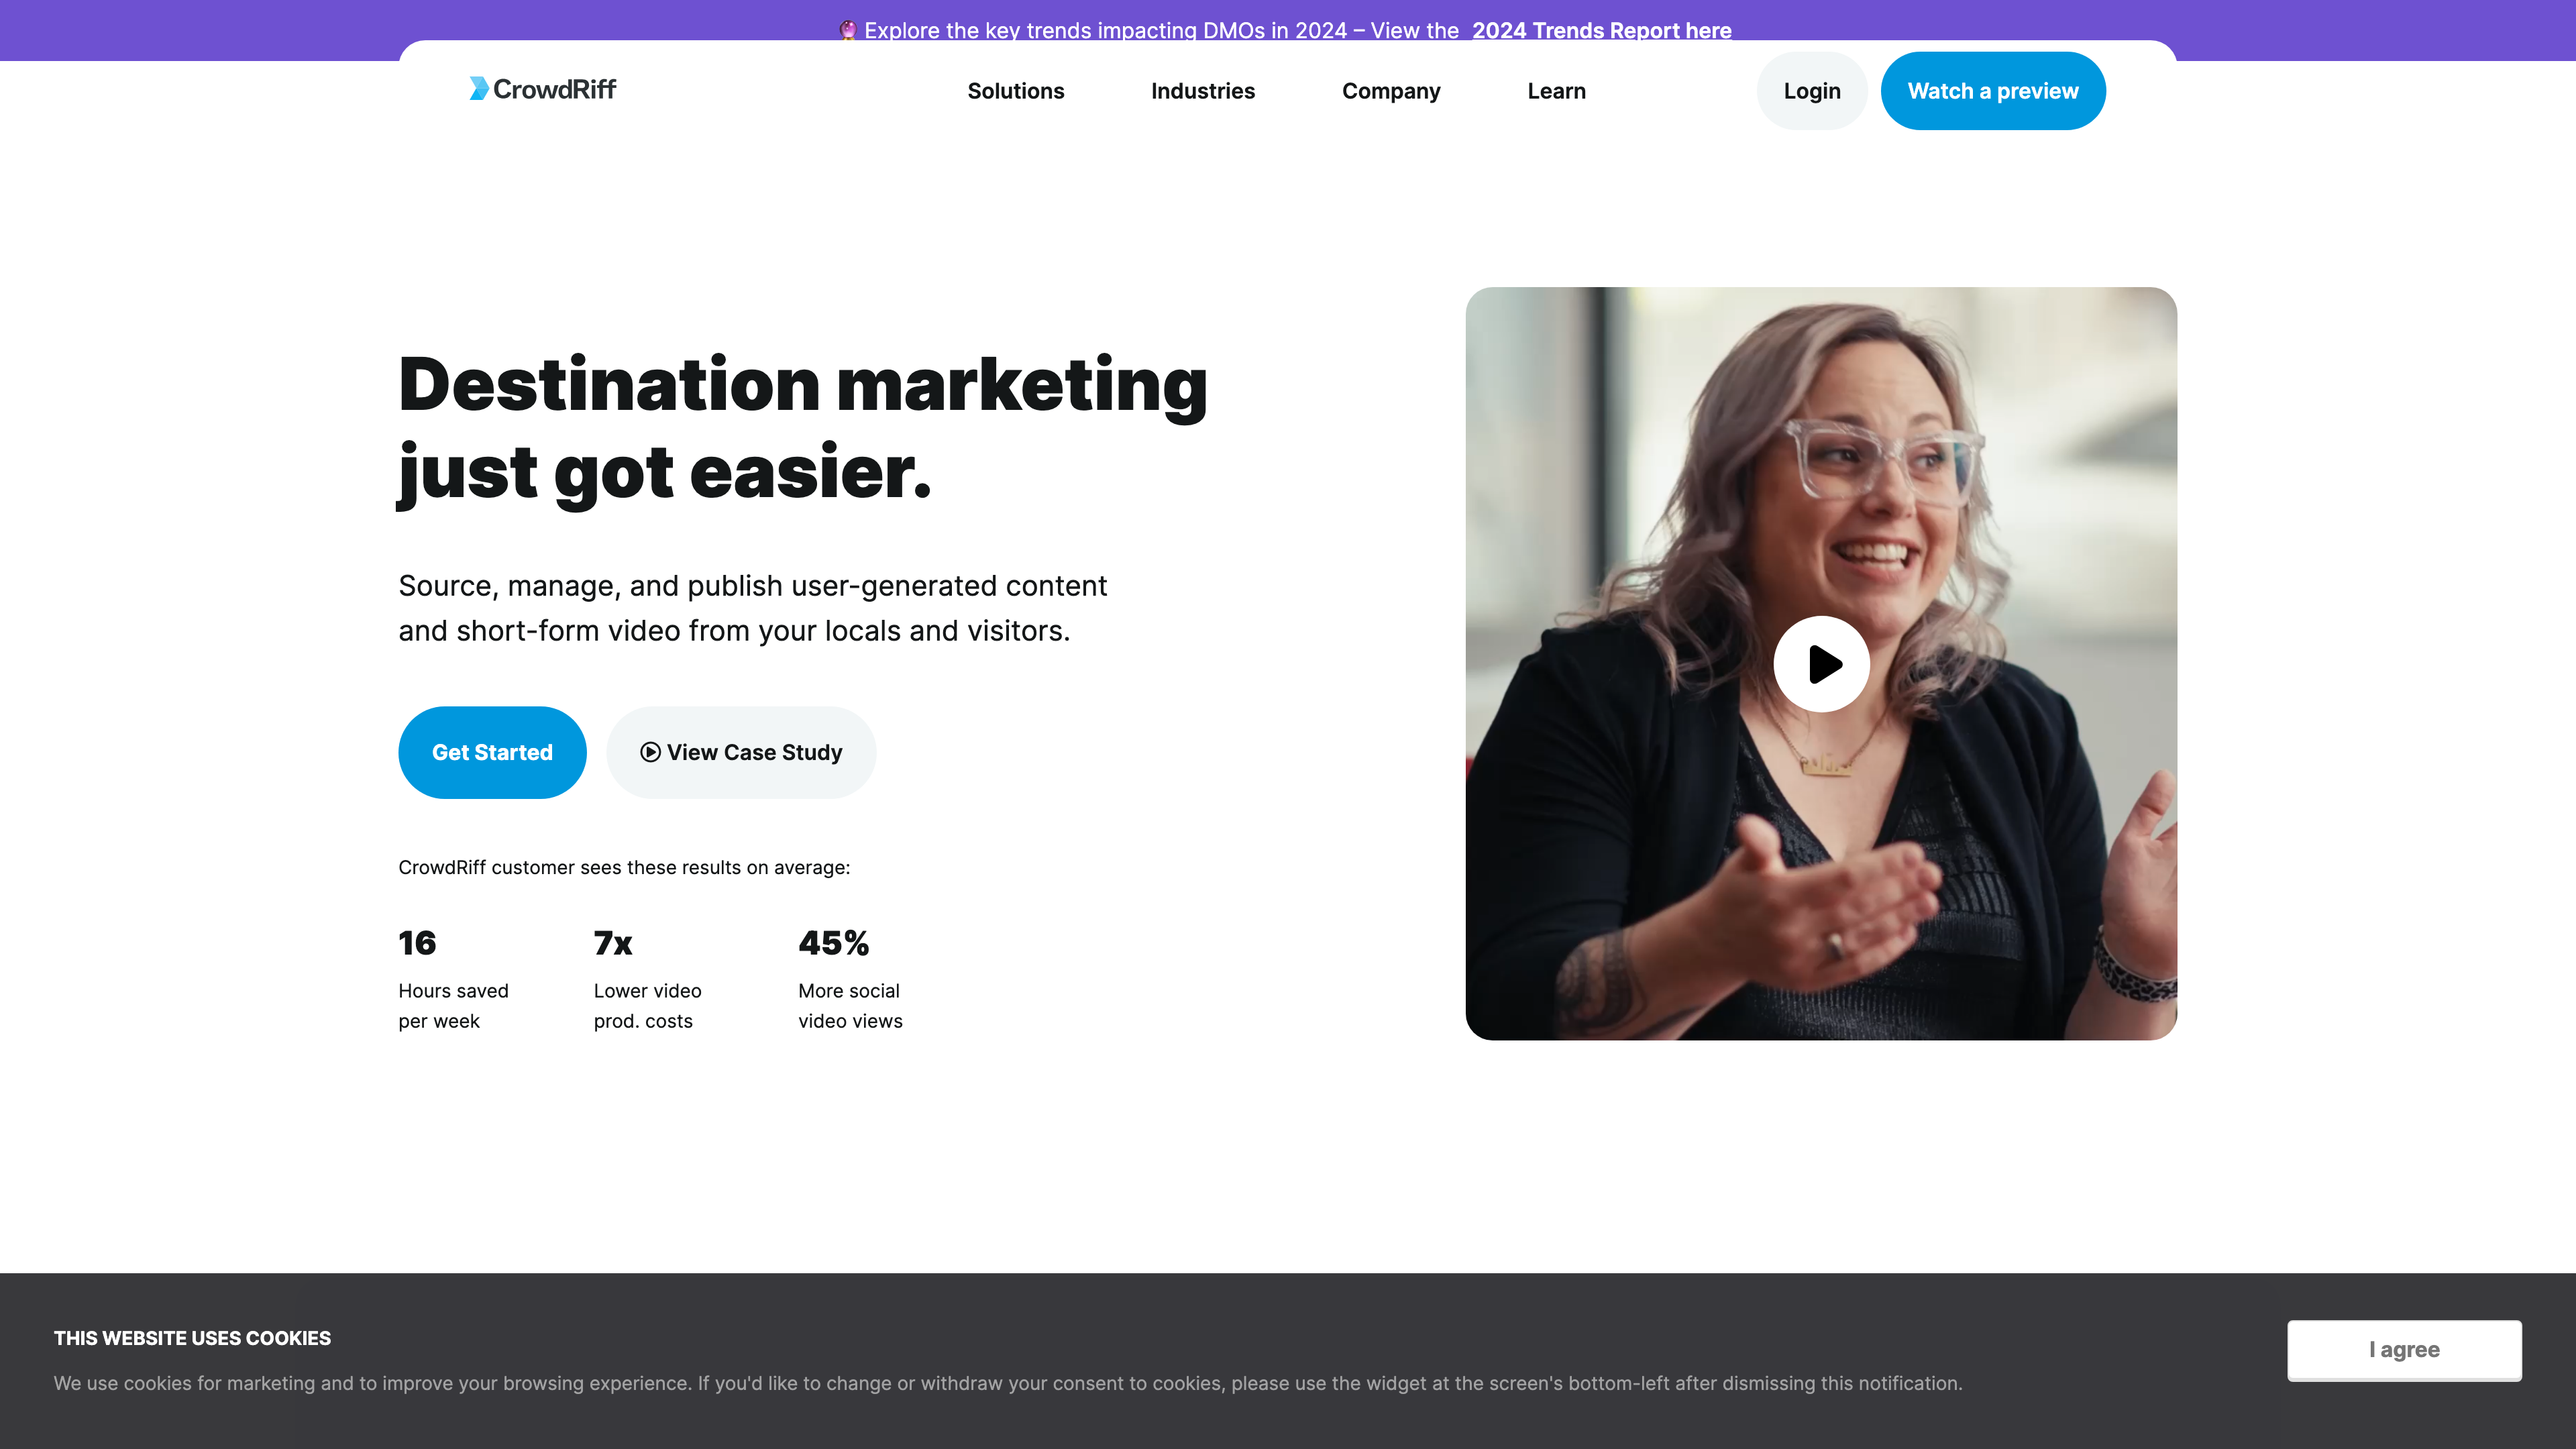 🔮 Explore the key trends impacting DMOs in 2024 – View the 2024 Trends Report here
CrowdRiff
Solutions
Industries
Company
Learn
Login
Watch a preview
Destination marketing
just got easier.
Source, manage, and publish user-generated content
and short-form video from your locals and visitors.
Get Started
View Case Study
CrowdRiff customer sees these results on average:
16
Hours saved
per week
7x
Lower video
prod. costs
45%
More social
video views
THIS WEBSITE USES COOKIES
We use cookies for marketing and to improve your browsing experience. If you'd like to change or withdraw your consent to cookies, please use the widget at the screen's bottom-left after dismissing this notification.
I agree